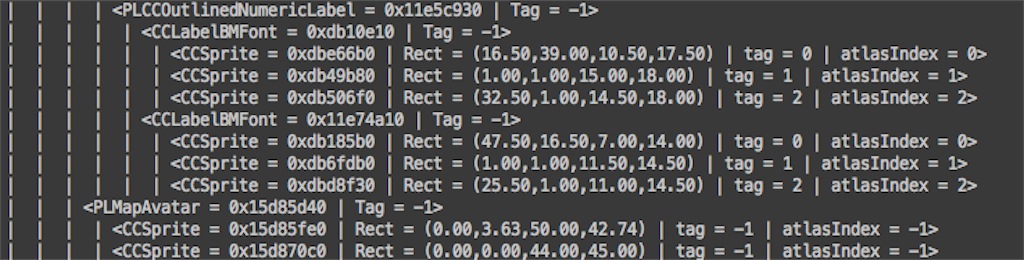 |  |  |  | <PLCCOutlinedNumericLabel = 0x11e5c930 | Tag = -1>
|  |  |  |  | <CCLabelBMFont = 0xdb10e10 | Tag = -1>
|  |  |  |  |  | <CCSprite = 0xdbe66b0 | Rect = (16.50,39.00,10.50,17.50) | tag = 0 | atlasIndex = 0>
|  |  |  |  |  | <CCSprite = 0xdb49b80 | Rect = (1.00,1.00,15.00,18.00) | tag = 1 | atlasIndex = 1>
|  |  |  |  |  | <CCSprite = 0xdb506f0 | Rect = (32.50,1.00,14.50,18.00) | tag = 2 | atlasIndex = 2>
|  |  |  |  | <CCLabelBMFont = 0x11e74a10 | Tag = -1>
|  |  |  |  |  | <CCSprite = 0xdb185b0 | Rect = (47.50,16.50,7.00,14.00) | tag = 0 | atlasIndex = 0>
|  |  |  |  |  | <CCSprite = 0xdb6fdb0 | Rect = (1.00,1.00,11.50,14.50) | tag = 1 | atlasIndex = 1>
|  |  |  |  |  | <CCSprite = 0xdbd8f30 | Rect = (25.50,1.00,11.00,14.50) | tag = 2 | atlasIndex = 2>
|  |  | <PLMapAvatar = 0x15d85d40 | Tag = -1>
|  |  |  | <CCSprite = 0x15d85fe0 | Rect = (0.00,3.63,50.00,42.74) | tag = -1 | atlasIndex = -1>
|  |  |  | <CCSprite = 0x15d870c0 | Rect = (0.00,0.00,44.00,45.00) | tag = -1 | atlasIndex = -1>